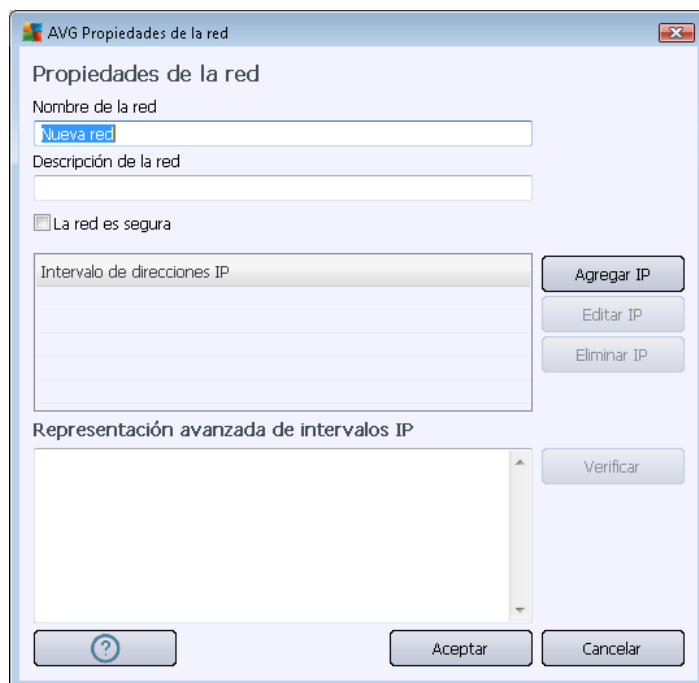 AVG Propiedades de la red
Propiedades de la red
Nombre de la red
Nueva red
Descripción de la red
La red es segura
Intervalo de direcciones IP
Agregar IP
Editar IP
Eliminar IP
Representación avanzada de intervalos IP
Verificar
?
Aceptar
Cancelar